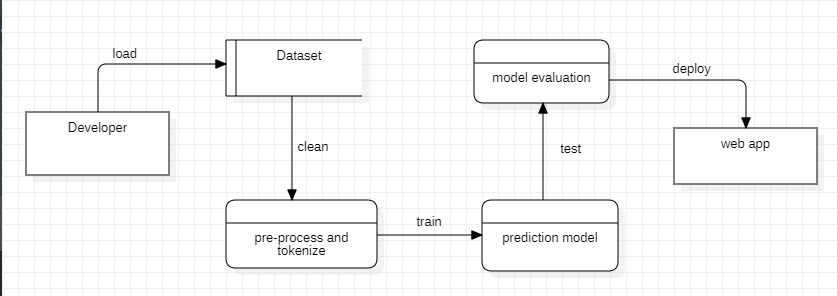 load
Dataset
Developer
clean
pre-process and
tokenize
train
prediction model
test
model evaluation
deploy
web app